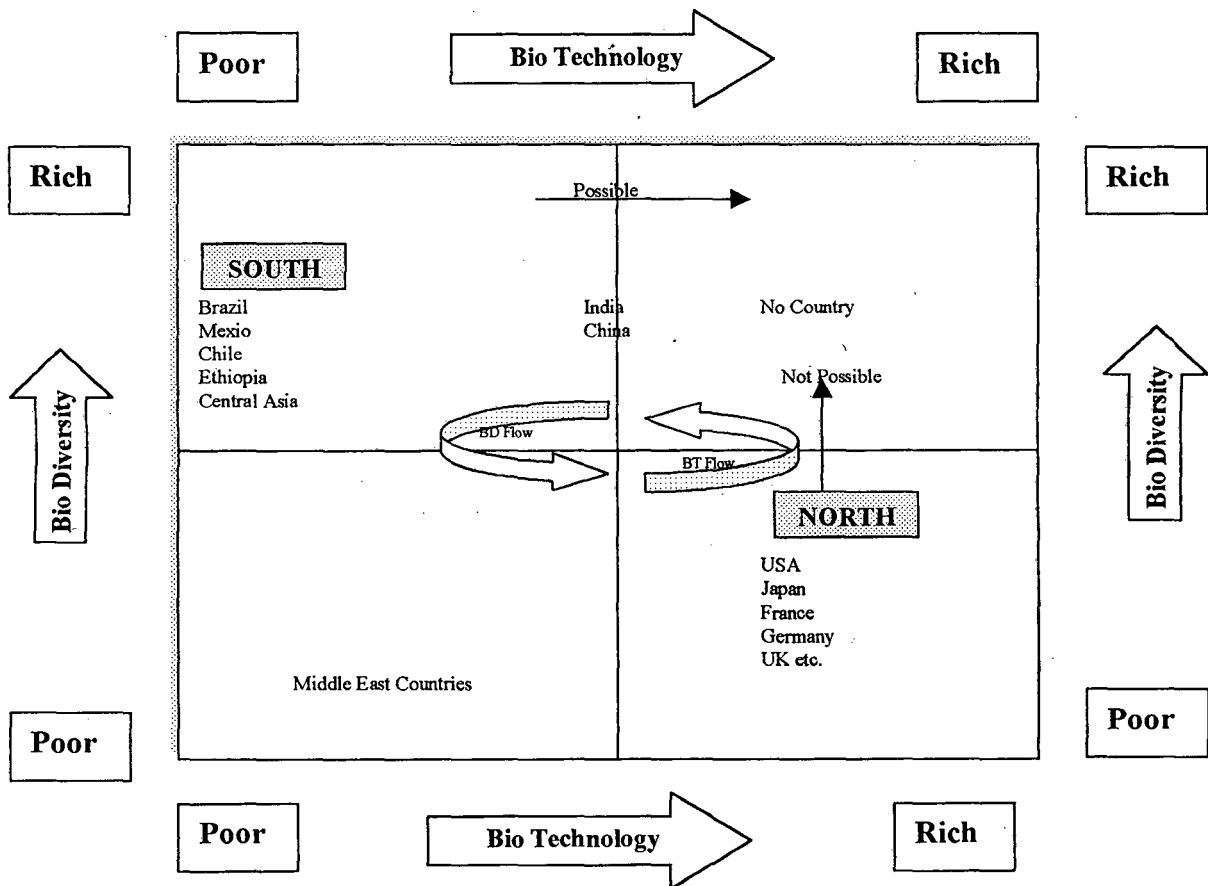 Poor
Bio Technology
Rich
Rich
Rich
Possible
SOUTH
Brazil
Mexio
Chile
Ethiopia
Central Asia
India
China
No Country
Not Possible
BD Flow
BT Flow
Bio Diversity
Bio Diversity
NORTH
USA
Japan
France
Germany
UK etc.
Middle East Countries
Poor
Poor
Poor
Bio Technology
Rich